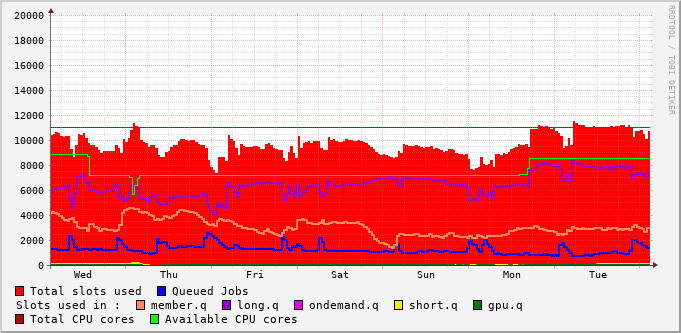 20000
18000
16000
14000
12000
10000
8000
6000
4000
2000
0
Wed Thu Fri Sat Sun Mon Tue
RRDTOOL / TOBI OETIKER
Total slots used Queued Jobs
Slots used in : member.q long.q ondemand.q short.q gpu.q
Total CPU cores Available CPU cores